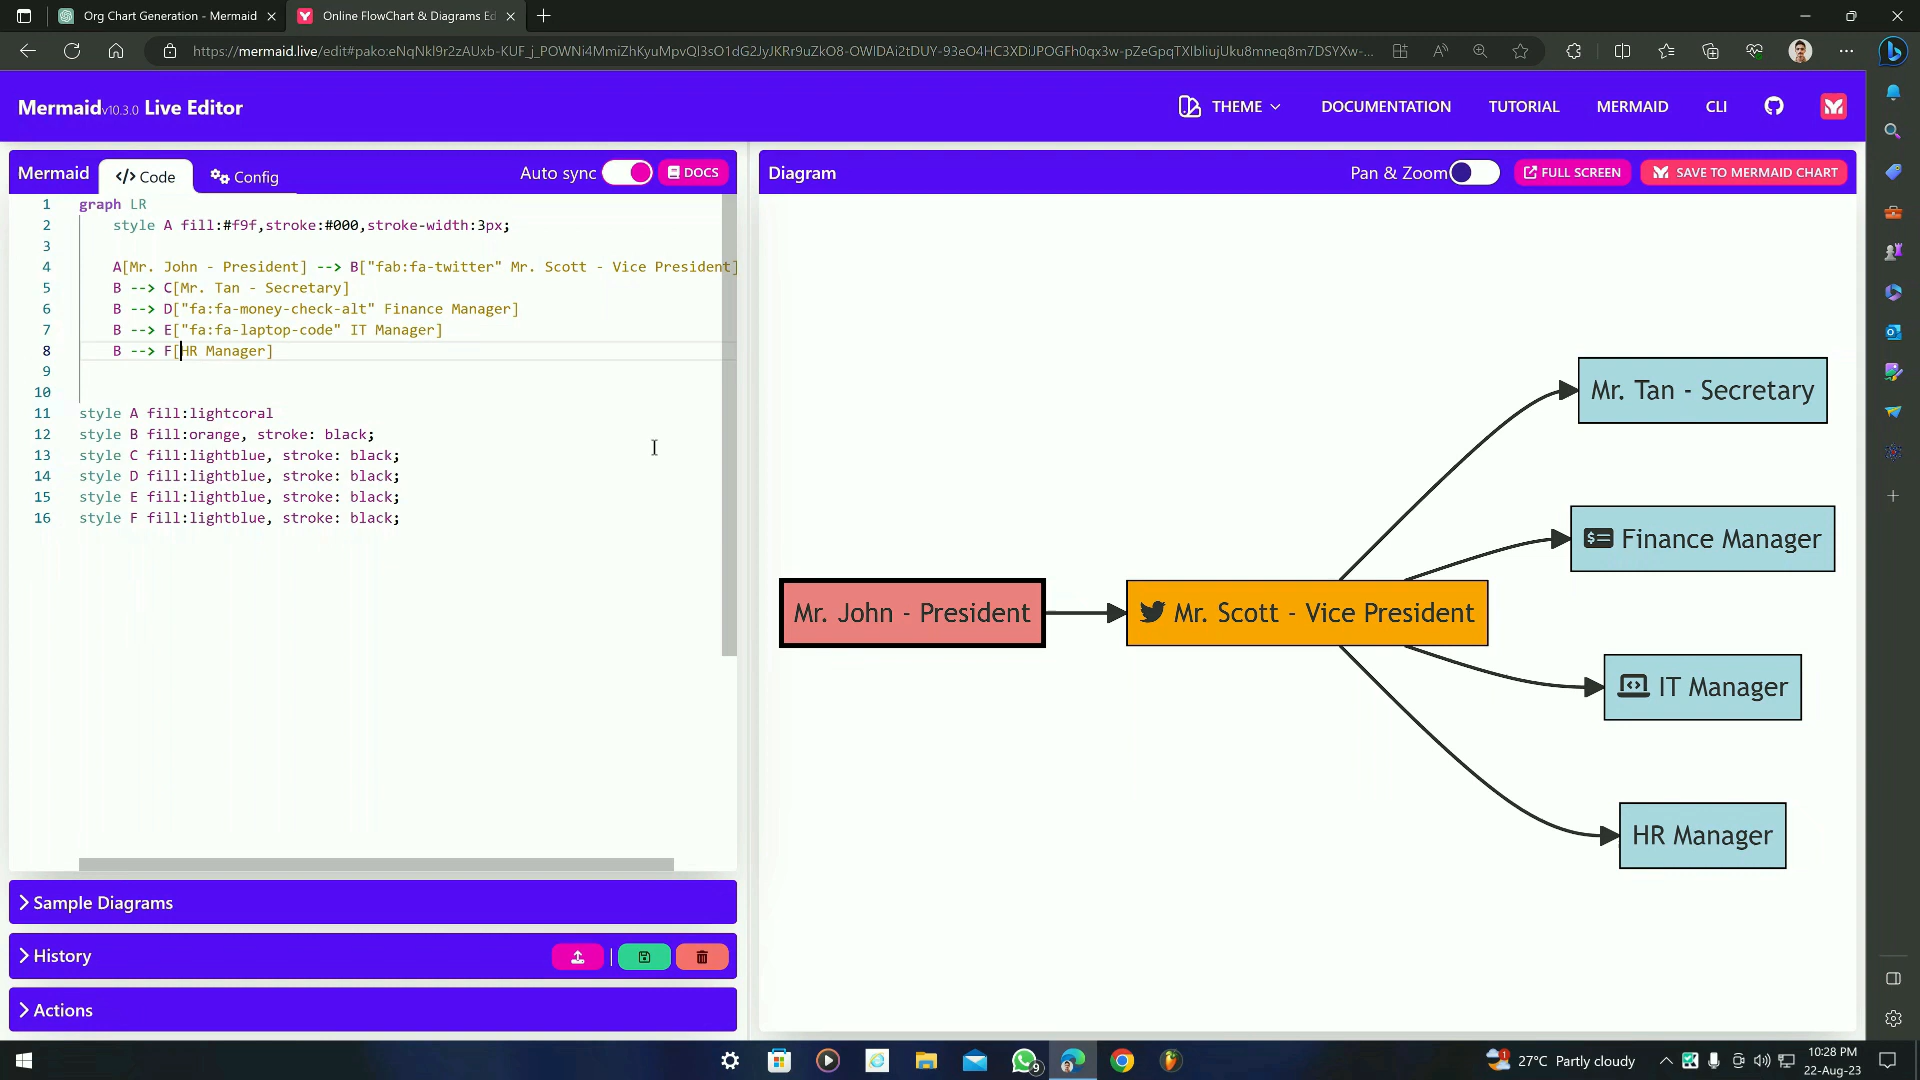 Org Chart Generation - Mermaid
Online FlowChart & Diagrams Ed
https://mermaid.live/edit#pako:eNqNkl9r2zAUxb-KUF_j_POWNi4MmiZhKyuMpvQl3sO1dG2JyJKRr9uZkO8-OWlDAi2tDUY-93eO4HC3XDiJPOGFh0qx3w-pZeGpqTXlbliujUku8mneq8m7DSYXw-...
Mermaidv10.3.0 Live Editor
THEME
DOCUMENTATION
TUTORIAL
MERMAID
CLI
Mermaid
</> Code
Config
Auto sync
DOCS
1 graph LR
2 style A fill:#f9f,stroke:#000,stroke-width:3px;
3
4 A[Mr. John - President] --> B["fab:fa-twitter" Mr. Scott - Vice President]
5 B --> C[Mr. Tan - Secretary]
6 B --> D["fa:fa-money-check-alt" Finance Manager]
7 B --> E["fa:fa-laptop-code" IT Manager]
8 B --> F[HR Manager]
9
10
11 style A fill:lightcoral
12 style B fill:orange, stroke: black;
13 style C fill:lightblue, stroke: black;
14 style D fill:lightblue, stroke: black;
15 style E fill:lightblue, stroke: black;
16 style F fill:lightblue, stroke: black;
Sample Diagrams
History
Actions
Diagram
Pan & Zoom
FULL SCREEN
SAVE TO MERMAID CHART
Mr. Tan - Secretary
Finance Manager
Mr. John - President
Mr. Scott - Vice President
IT Manager
HR Manager
9
1
27°C Partly cloudy
10:28 PM
22-Aug-23